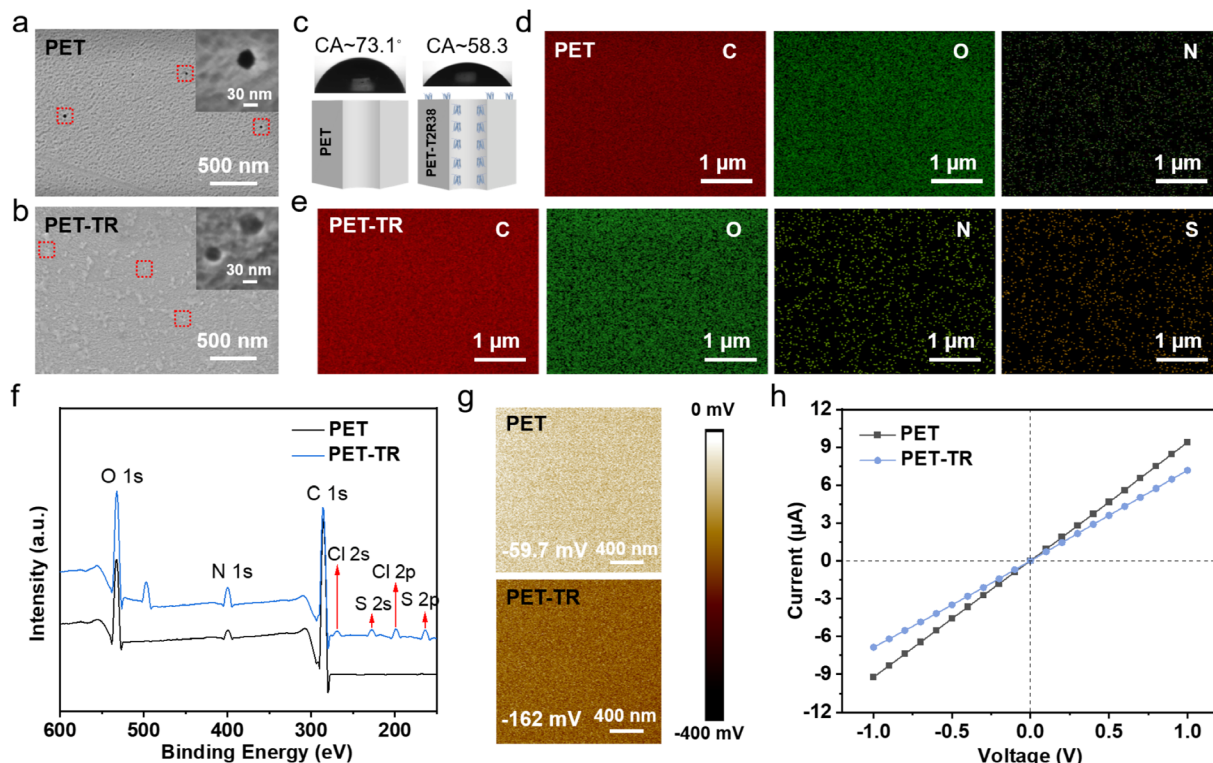 a
PET
30 nm
500 nm
b
PET-TR
30 nm
500 nm
c
CA~73.1°
CA~58.3
PET
PET-T2R38
d
PET
C
1 µm
O
1 µm
N
1 µm
e
PET-TR
C
1 µm
O
1 µm
N
1 µm
S
1 µm
f
PET
PET-TR
O 1s
N 1s
C 1s
Cl 2s
S 2s
Cl 2p
S 2p
Intensity (a.u.)
600
500
400
300
200
Binding Energy (eV)
g
PET
-59.7 mV
400 nm
PET-TR
-162 mV
400 nm
0 mV
-400 mV
h
PET
PET-TR
12
9
6
3
0
-3
-6
-9
-12
Current (µA)
-1.0
-0.5
0.0
0.5
1.0
Voltage (V)